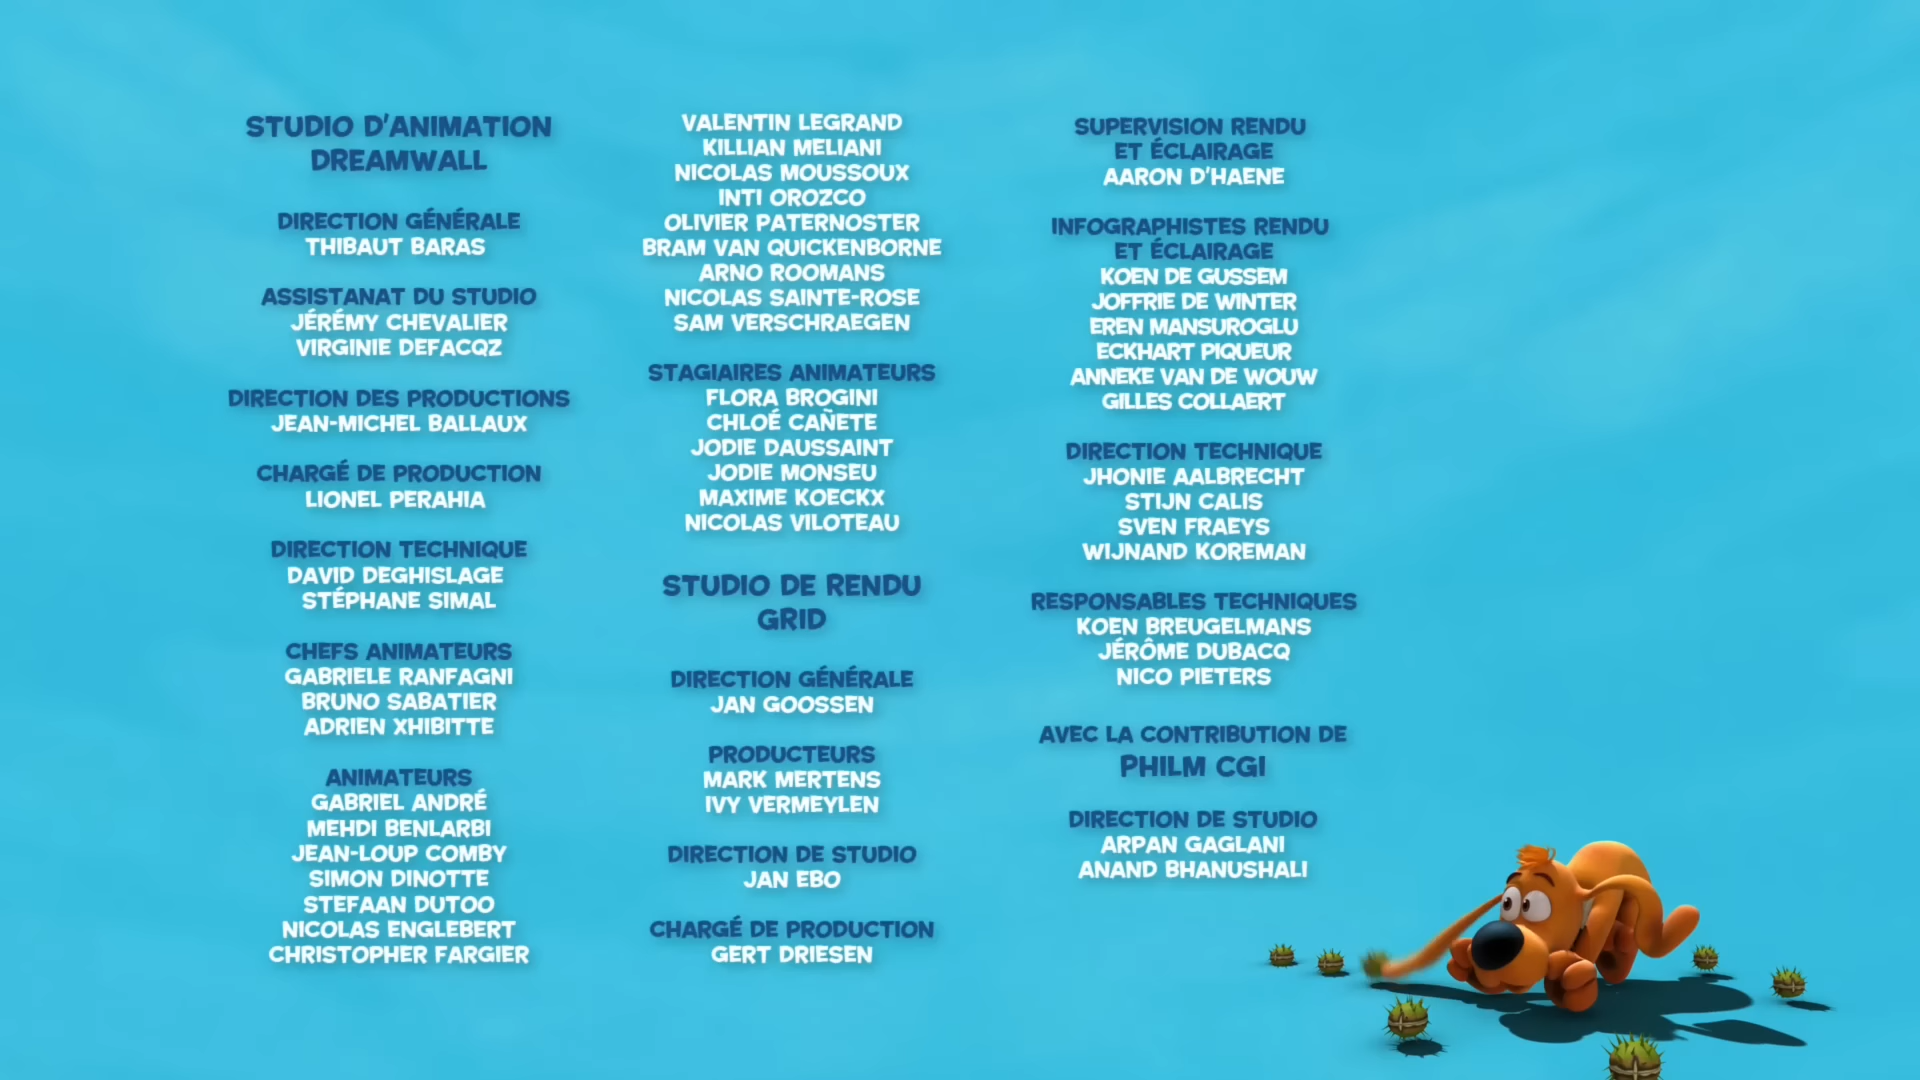 STUDIO D'ANIMATION
DREAMWALL
DIRECTION GÉNÉRALE
THIBAUT BARAS
ASSISTANAT DU STUDIO
JÉRÉMY CHEVALIER
VIRGINIE DEFACQZ
DIRECTION DES PRODUCTIONS
JEAN-MICHEL BALLAUX
CHARGÉ DE PRODUCTION
LIONEL PERAHIA
DIRECTION TECHNIQUE
DAVID DEGHISLAGE
STÉPHANE SIMAL
CHEFS ANIMATEURS
GABRIELE RANFAGNI
BRUNO SABATIER
ADRIEN XHIBITTE
ANIMATEURS
GABRIEL ANDRÉ
MEHDI BENLARBI
JEAN-LOUP COMBY
SIMON DINOTTE
STEFAAN DUTOO
NICOLAS ENGLEBERT
CHRISTOPHER FARGIER
VALENTIN LEGRAND
KILLIAN MELIANI
NICOLAS MOUSSOUX
INTI OROZCO
OLIVIER PATERNOSTER
BRAM VAN QUICKENBORNE
ARNO ROOMANS
NICOLAS SAINTE-ROSE
SAM VERSCHRAEGEN
STAGIAIRES ANIMATEURS
FLORA BROGINI
CHLOÉ CAÑETE
JODIE DAUSSAINT
JODIE MONSEU
MAXIME KOECKX
NICOLAS VILOTEAU
STUDIO DE RENDU
GRID
DIRECTION GÉNÉRALE
JAN GOOSSEN
PRODUCTEURS
MARK MERTENS
IVY VERMEYLEN
DIRECTION DE STUDIO
JAN EBO
CHARGÉ DE PRODUCTION
GERT DRIESEN
SUPERVISION RENDU
ET ÉCLAIRAGE
AARON D'HAENE
INFOGRAPHISTES RENDU
ET ÉCLAIRAGE
KOEN DE GUSSEM
JOFFRIE DE WINTER
EREN MANSUROGLU
ECKHART PIQUEUR
ANNEKE VAN DE WOUW
GILLES COLLAERT
DIRECTION TECHNIQUE
JHONIE AALBRECHT
STIJN CALIS
SVEN FRAEYS
WIJNAND KOREMAN
RESPONSABLES TECHNIQUES
KOEN BREUGELMANS
JÉRÔME DUBACQ
NICO PIETERS
AVEC LA CONTRIBUTION DE
PHILM CGI
DIRECTION DE STUDIO
ARPAN GAGLANI
ANAND BHANUSHALI